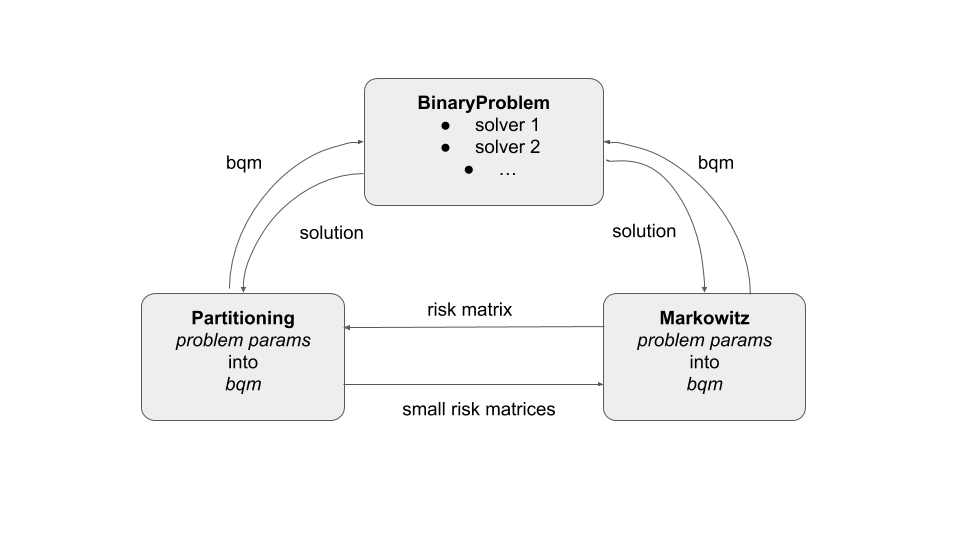 BinaryProblem
● solver 1
● solver 2
● …
bqm
bqm
solution
solution
risk matrix
Partitioning
problem params
into
bqm
Markowitz
problem params
into
bqm
small risk matrices